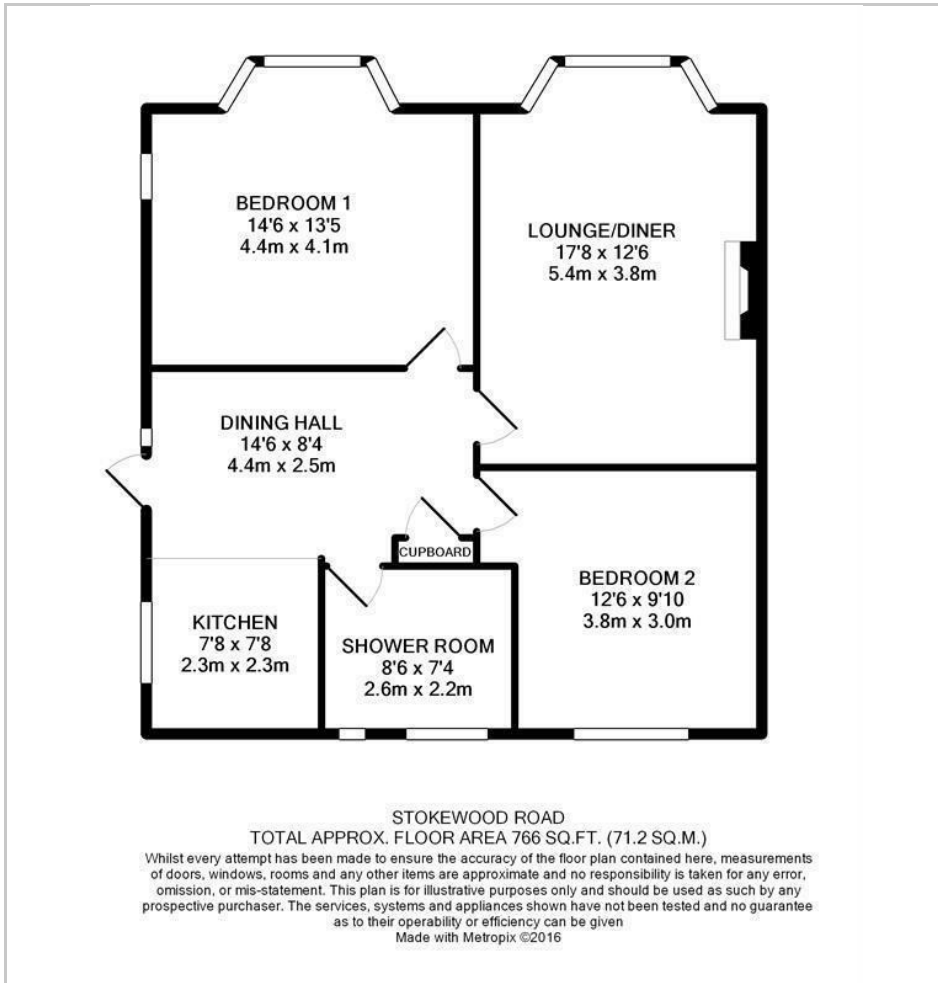 BEDROOM 1
14'6 x 13'5
4.4m x 4.1m
LOUNGE/DINER
17'8 x 12'6
5.4m x 3.8m
DINING HALL
14'6 x 8'4
4.4m x 2.5m
CUPBOARD
BEDROOM 2
12'6 x 9'10
3.8m x 3.0m
KITCHEN
7'8 x 7'8
2.3m x 2.3m
SHOWER ROOM
8'6 x 7'4
2.6m x 2.2m
STOKEWOOD ROAD
TOTAL APPROX. FLOOR AREA 766 SQ.FT. (71.2 SQ.M.)
Whilst every attempt has been made to ensure the accuracy of the floor plan contained here, measurements
of doors, windows, rooms and any other items are approximate and no responsibility is taken for any error,
omission, or mis-statement. This plan is for illustrative purposes only and should be used as such by any
prospective purchaser. The services, systems and appliances shown have not been tested and no guarantee
as to their operability or efficiency can be given
Made with Metropix ©2016